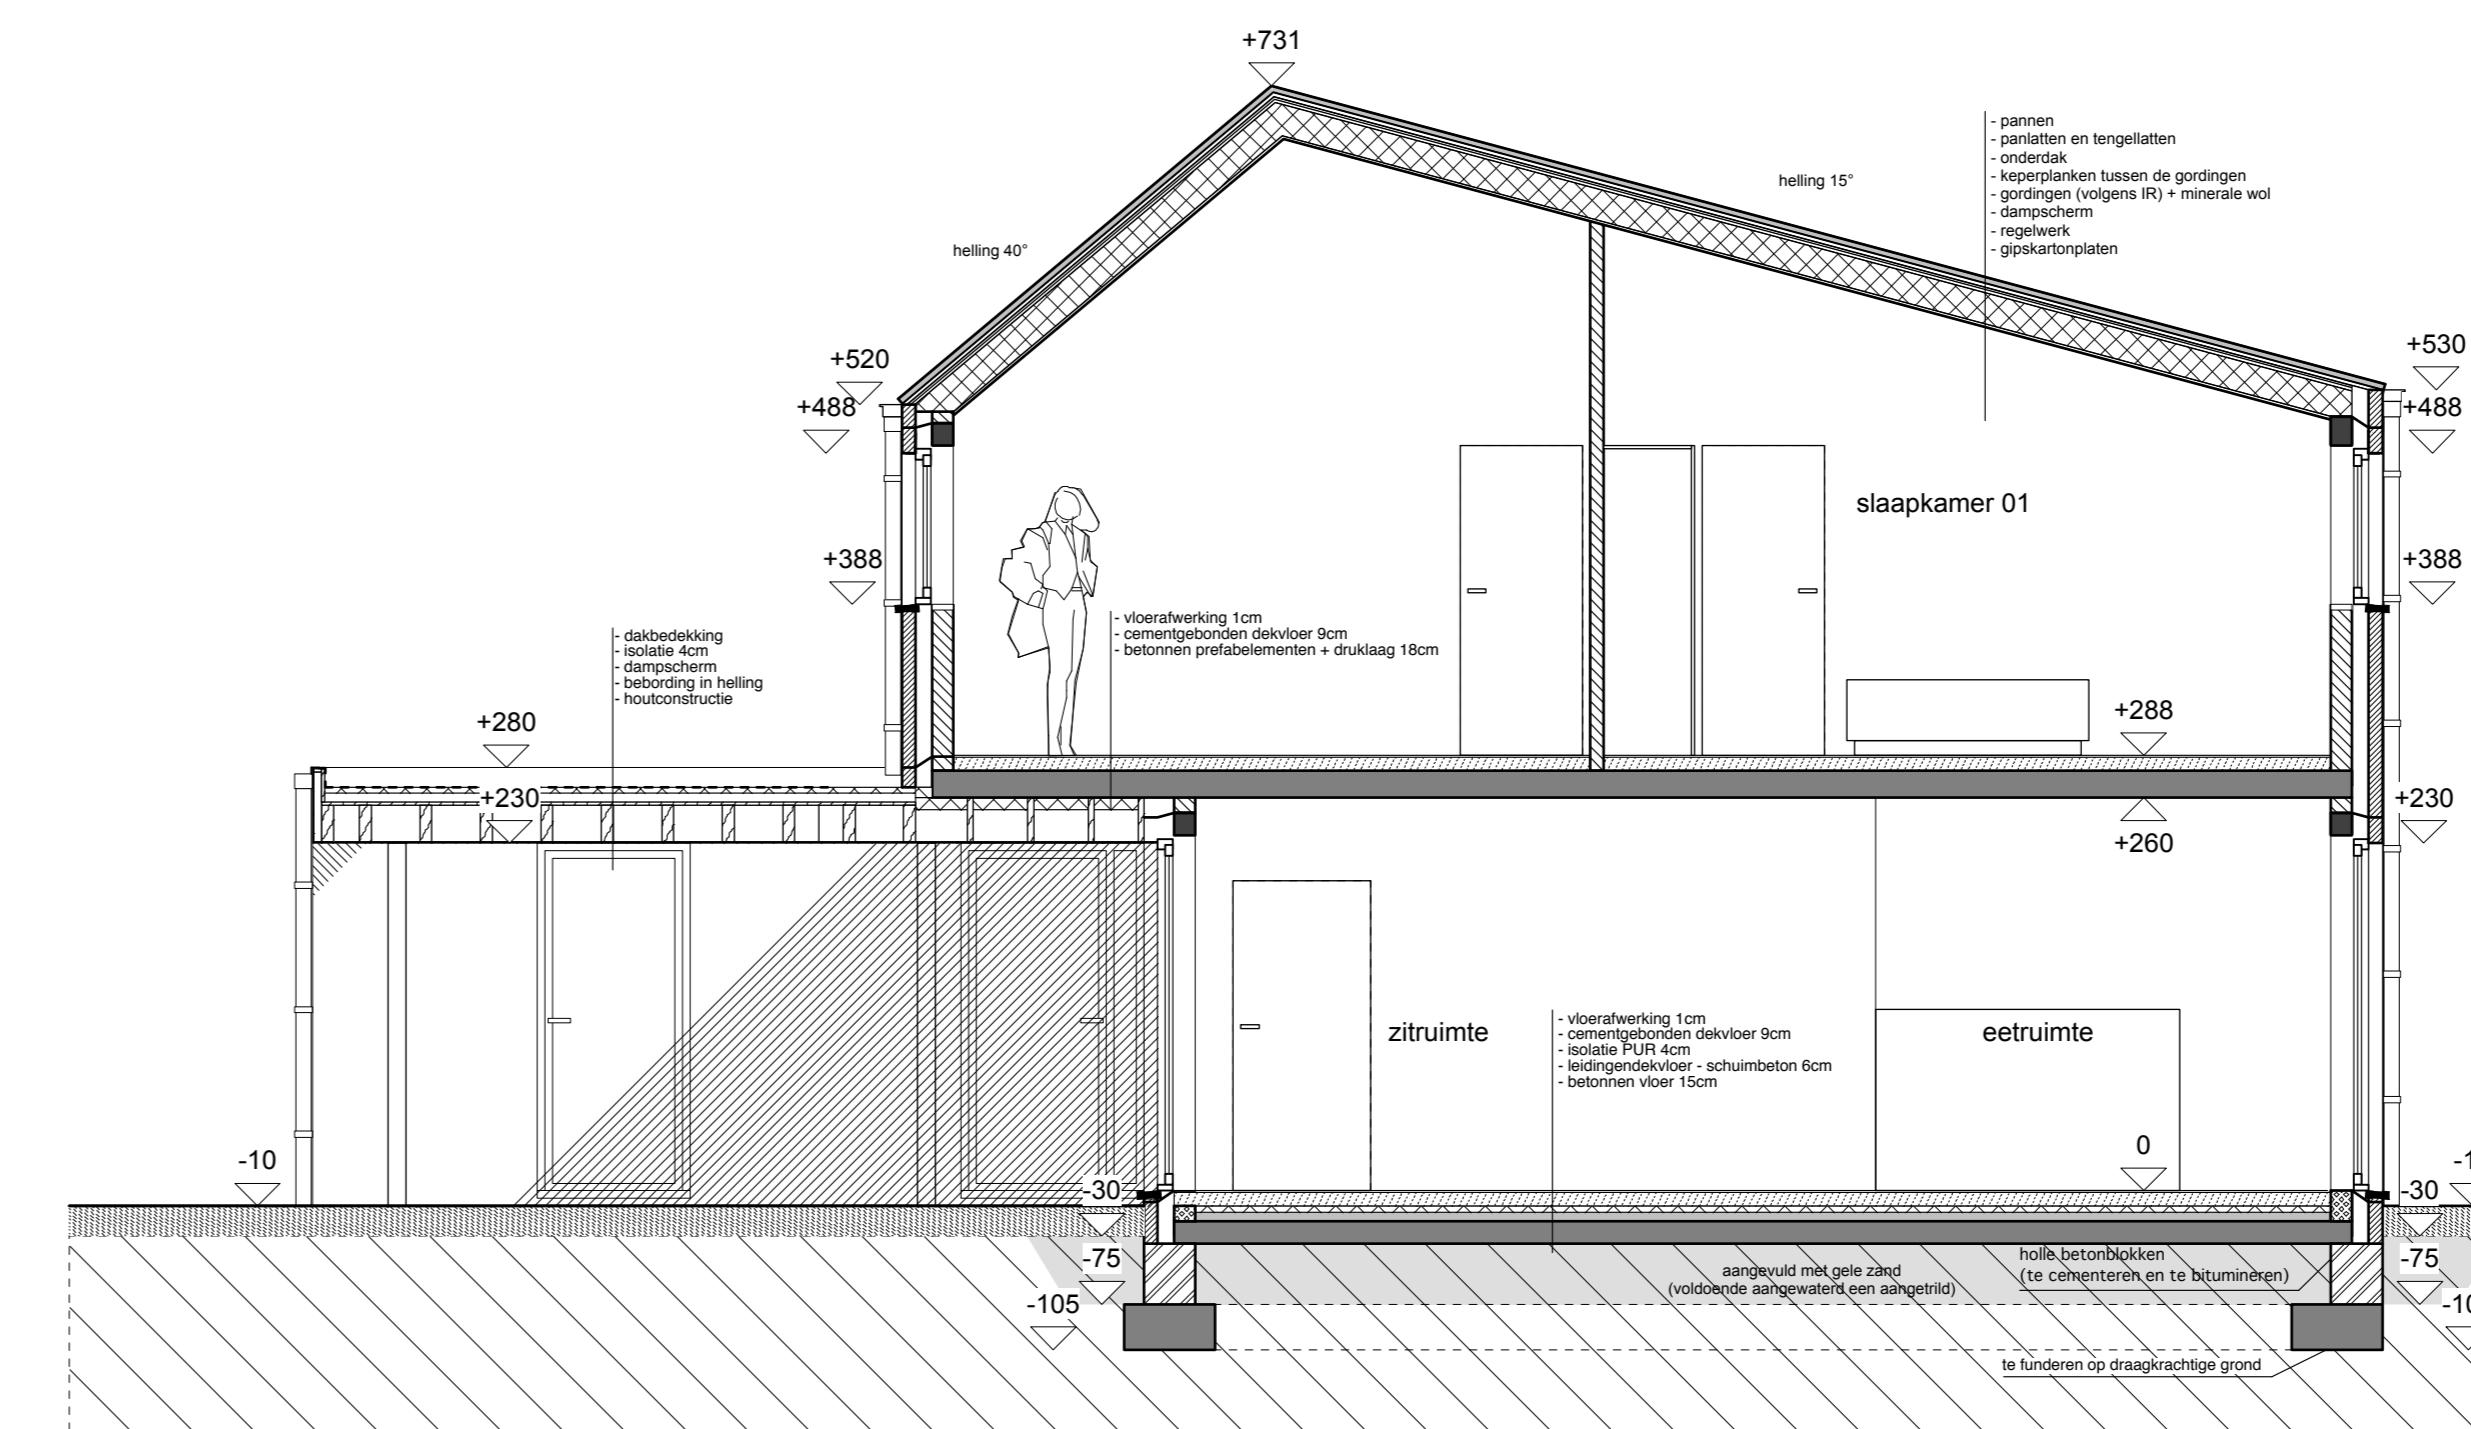 +731
- pannen
- panlatten en tengellatten
- onderdak
- keperplanken tussen de gordingen
- gordingen (volgens IR) + minerale wol
- dampscherm
- regelwerk
- gipskartonplaten
helling 15°
helling 40°
+520
+530
+488
+488
slaapkamer 01
+388
+388
- vloerafwerking 1cm
- cementgebonden dekvloer 9cm
- betonnen prefabelementen + druklaag 18cm
- dakbedekking
- isolatie 4cm
- dampscherm
- bebording in helling
- houtconstructie
+280
+288
+230
+230
+260
- vloerafwerking 1cm
- cementgebonden dekvloer 9cm
- isolatie PUR 4cm
- leidingendekvloer - schuimbeton 6cm
- betonnen vloer 15cm
zitruimte
eetruimte
0
-10
-1
-30
-30
holle betonblokken
(te cementeren en te bitumineren)
-75
-75
aangevuld met gele zand
(voldoende aangewaterd een aangetrild)
-105
-10
te funderen op draagkrachtige grond